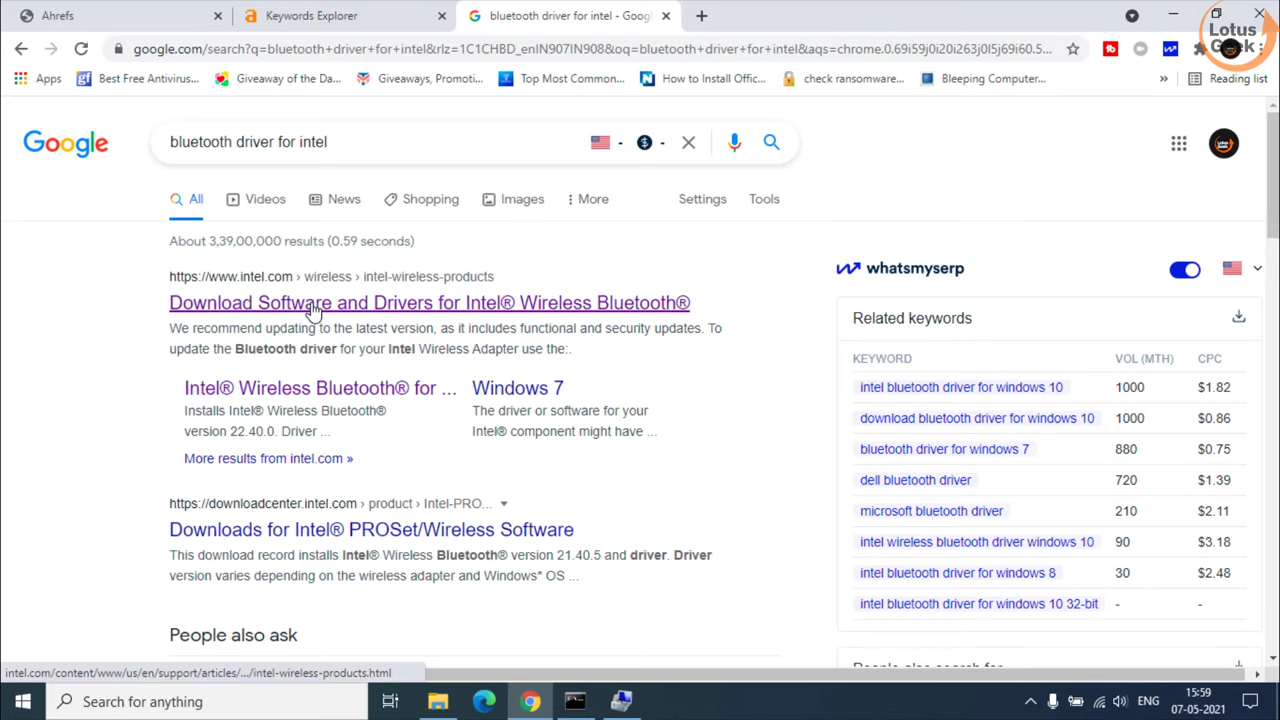 Ahrefs
Keywords Explorer
bluetooth driver for intel - Goog
google.com/search?q=bluetooth+driver+for+intel&rlz=1C1CHBD_enIN907IN908&oq=bluetooth+driver+for+intel&aqs=chrome.0.69i59j0i20i263j0l5j69i60.5...
Lotus
Geek
Apps
Best Free Antivirus...
Giveaway of the Da...
Giveaways, Promoti...
Top Most Common...
How to Install Offic...
check ransomware...
Bleeping Computer...
»
Reading list
Google
bluetooth driver for intel
All
Videos
News
Shopping
Images
More
Settings
Tools
About 3,39,00,000 results (0.59 seconds)
https://www.intel.com › wireless › intel-wireless-products
Download Software and Drivers for Intel® Wireless Bluetooth®
We recommend updating to the latest version, as it includes functional and security updates. To
update the Bluetooth driver for your Intel Wireless Adapter use the:.
Intel® Wireless Bluetooth® for ...
Installs Intel® Wireless Bluetooth®
version 22.40.0. Driver ...
Windows 7
The driver or software for your
Intel® component might have ...
More results from intel.com »
https://downloadcenter.intel.com › product › Intel-PRO...
Downloads for Intel® PROSet/Wireless Software
This download record installs Intel® Wireless Bluetooth® version 21.40.5 and driver. Driver
version varies depending on the wireless adapter and Windows* OS ...
People also ask
whatsmyserp
Related keywords
KEYWORD VOL (MTH) CPC
intel bluetooth driver for windows 10 1000 $1.82
download bluetooth driver for windows 10 1000 $0.86
bluetooth driver for windows 7 880 $0.75
dell bluetooth driver 720 $1.39
microsoft bluetooth driver 210 $2.11
intel wireless bluetooth driver windows 10 90 $3.18
intel bluetooth driver for windows 8 30 $2.48
intel bluetooth driver for windows 10 32-bit - -
People also search for
intel.com/content/www/us/en/support/articles/.../intel-wireless-products.html
Search for anything
ENG
15:59
07-05-2021